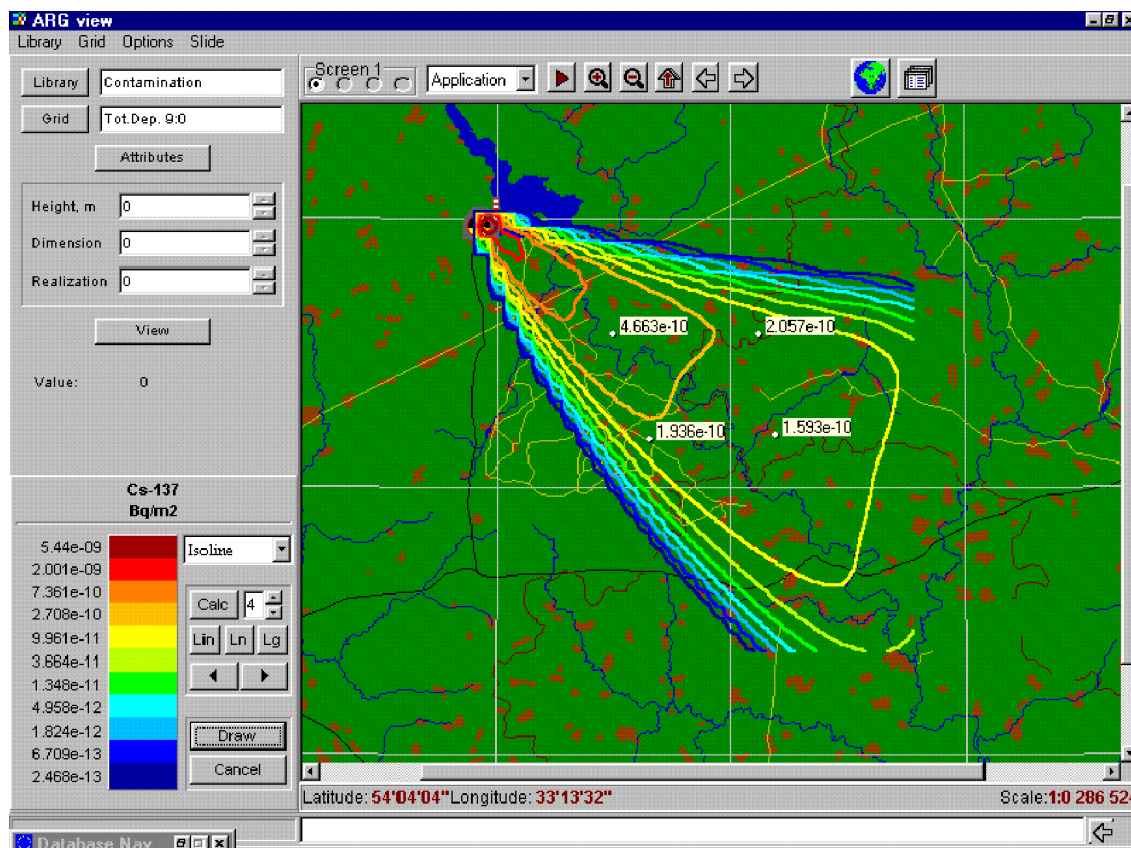 ARG view
Library Grid Options Slide
Library Contamination
Grid Tot.Dep. 9:0
Attributes
Height, m 0
Dimension 0
Realization 0
View
Value: 0
Screen 1
Application
4.663e-10
2.057e-10
1.936e-10
1.593e-10
Cs-137
Bq/m2
5.44e-09
2.001e-09
7.361e-10
2.708e-10
9.961e-11
3.664e-11
1.348e-11
4.958e-12
1.824e-12
6.709e-13
2.468e-13
Isoline
Calc 4
Lin Ln Lg
Draw
Cancel
Latitude: 54'04'04"Longitude: 33'13'32" Scale:1:0 286 524
Database Nav